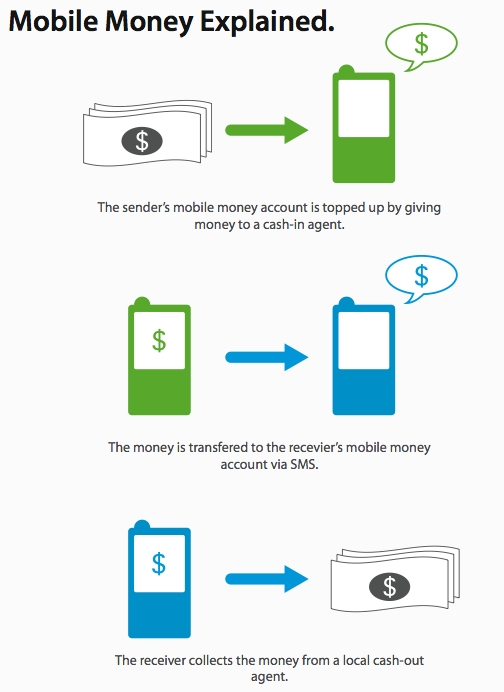 Mobile Money Explained.
$
$
The sender's mobile money account is topped up by giving
money to a cash-in agent.
$
$
The money is transfered to the recevier's mobile money
account via SMS.
$
$
The receiver collects the money from a local cash-out
agent.